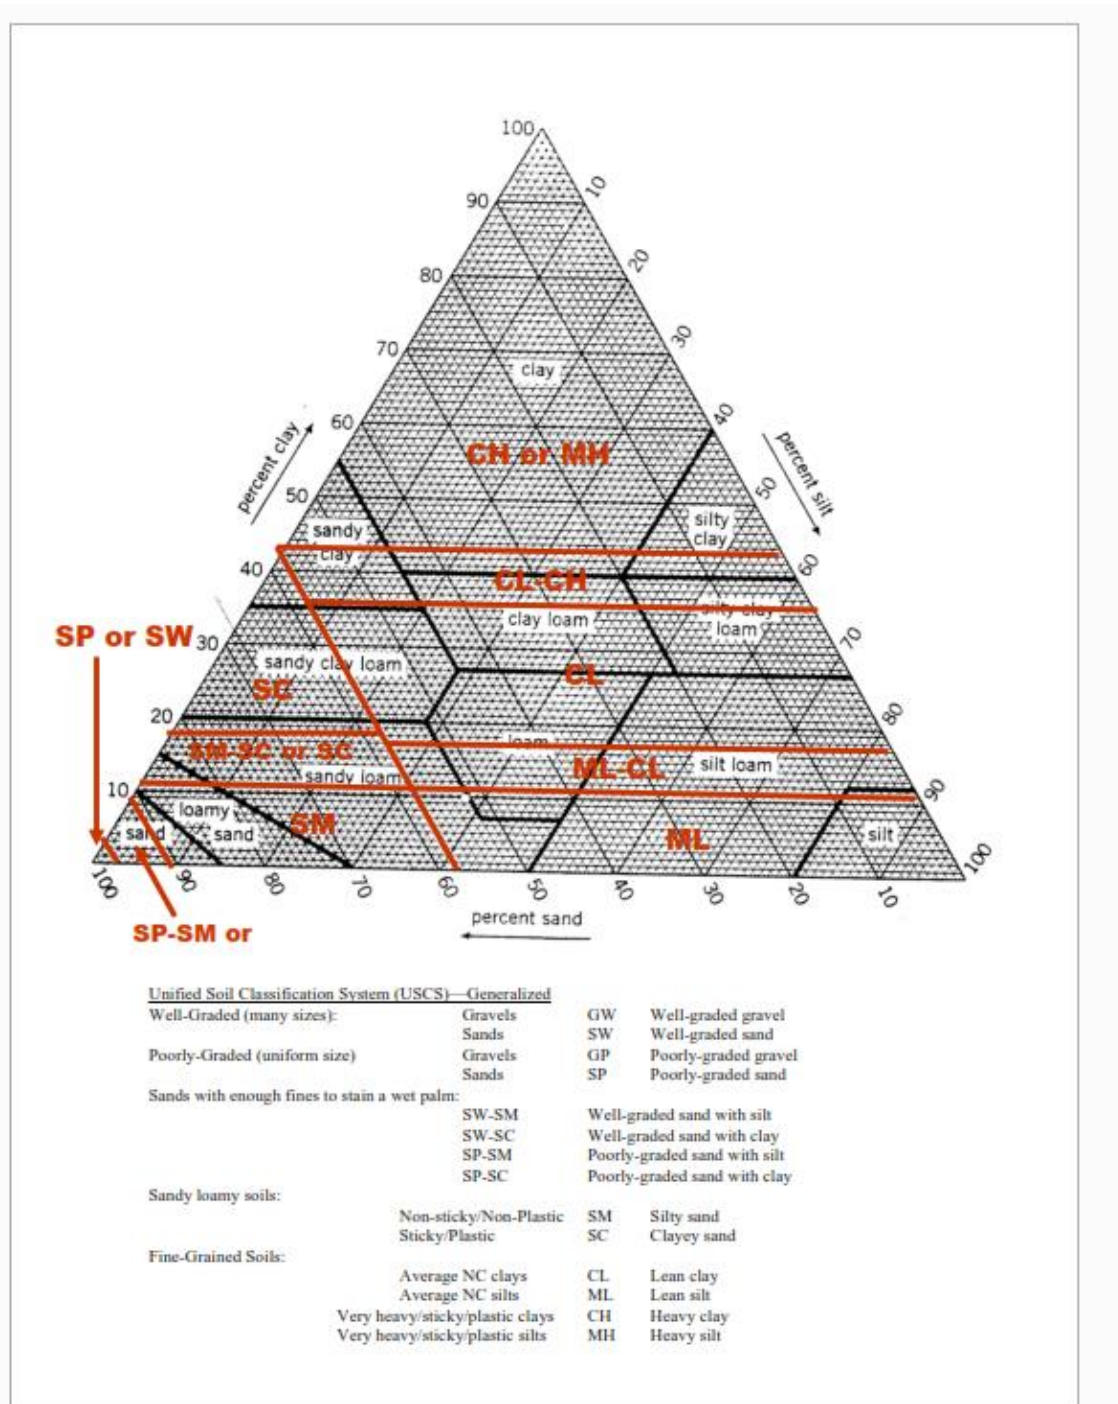 100
10
90
20
80
30
70
clay
40
60
percent clay
CH or MH
percent silt
50
50
silty
clay
sandy
clay
60
40
CL-CH
silty clay
loam
clay loam
70
SP or SW
30
sandy clay loam
CL
SC
80
20
SM-SC or SC
loam
ML-CL
silt loam
sandy loam
90
10
loamy
sand
sand
SM
ML
silt
100
100
90
80
70
60
50
40
30
20
10
percent sand
SP-SM or
Unified Soil Classification System (USCS)—Generalized
Well-Graded (many sizes): Gravels GW Well-graded gravel
Sands SW Well-graded sand
Poorly-Graded (uniform size) Gravels GP Poorly-graded gravel
Sands SP Poorly-graded sand
Sands with enough fines to stain a wet palm:
SW-SM Well-graded sand with silt
SW-SC Well-graded sand with clay
SP-SM Poorly-graded sand with silt
SP-SC Poorly-graded sand with clay
Sandy loamy soils:
Non-sticky/Non-Plastic SM Silty sand
Sticky/Plastic SC Clayey sand
Fine-Grained Soils:
Average NC clays CL Lean clay
Average NC silts ML Lean silt
Very heavy/sticky/plastic clays CH Heavy clay
Very heavy/sticky/plastic silts MH Heavy silt